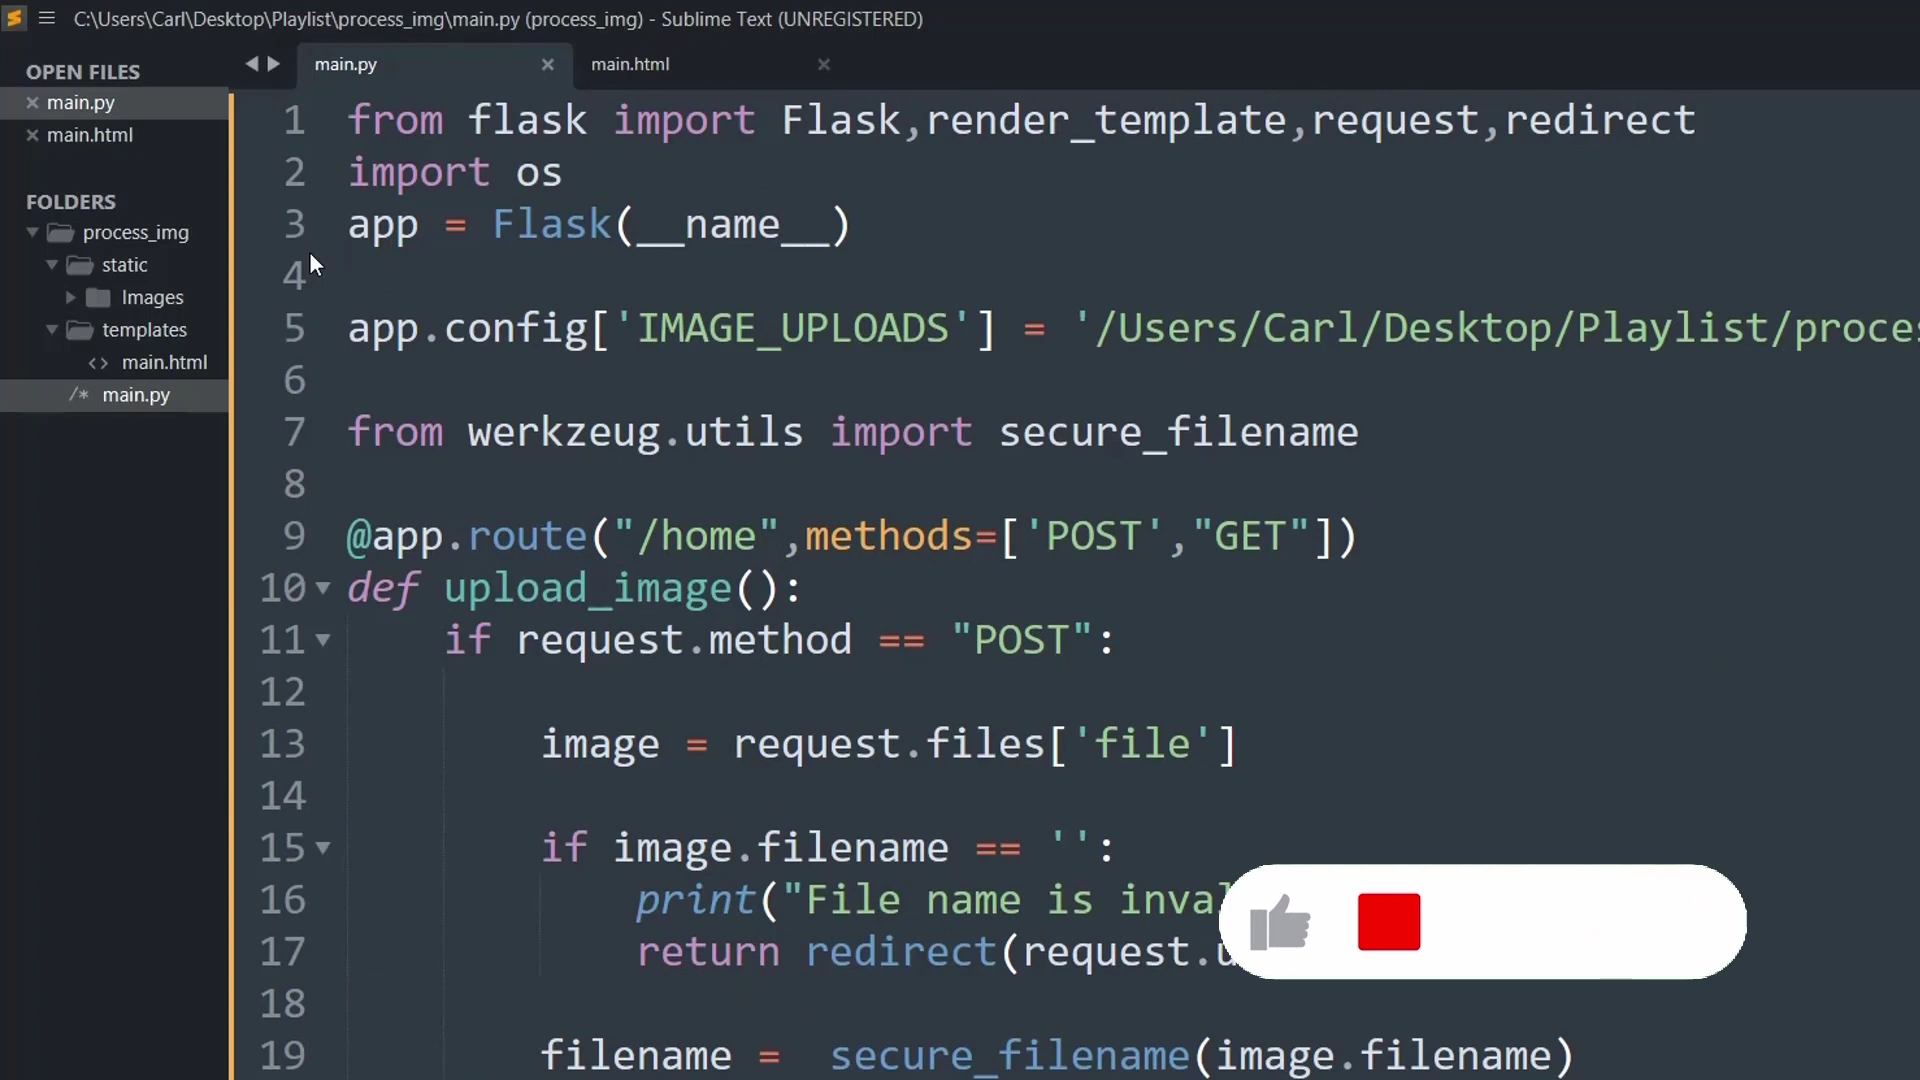 C:\Users\Carl\Desktop\Playlist\process_img\main.py (process_img) - Sublime Text (UNREGISTERED)
OPEN FILES
main.py
main.html
FOLDERS
process_img
static
Images
templates
<> main.html
/* main.py
main.py
main.html
1 from flask import Flask,render_template,request,redirect
2 import os
3 app = Flask(__name__)
4
5 app.config['IMAGE_UPLOADS'] = '/Users/Carl/Desktop/Playlist/proces
6
7 from werkzeug.utils import secure_filename
8
9 @app.route("/home",methods=['POST',"GET"])
10 def upload_image():
11 if request.method == "POST":
12
13 image = request.files['file']
14
15 if image.filename == '':
16 print("File name is inval
17 return redirect(request.u
18
19 filename = secure_filename(image.filename)